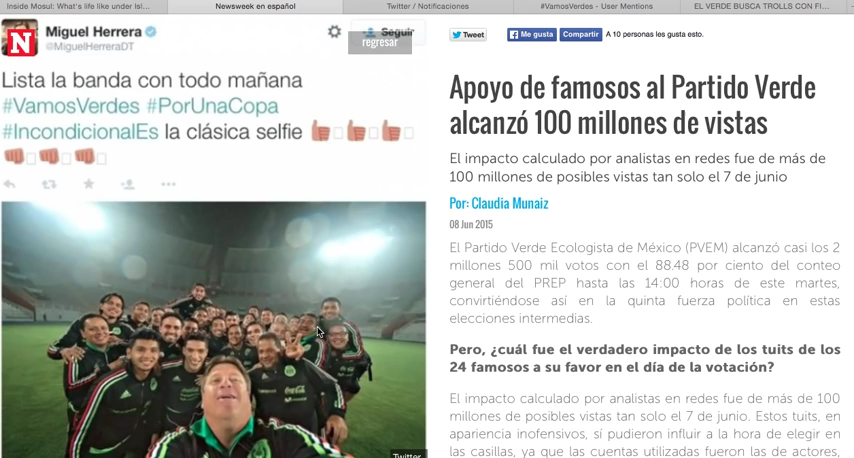 Inside Mosul: What's life like under Isl...
Newsweek en español
Twitter / Notificaciones
#VamosVerdes - User Mentions
EL VERDE BUSCA TROLLS CON FI...
N
Miguel Herrera
@MiguelHerreraDT
Seguir
regresar
Lista la banda con todo mañana
#VamosVerdes #PorUnaCopa
#IncondicionalEs la clásica selfie
Twitter
Tweet
Me gusta
Compartir
A 10 personas les gusta esto.
Apoyo de famosos al Partido Verde
alcanzó 100 millones de vistas
El impacto calculado por analistas en redes fue de más de
100 millones de posibles vistas tan solo el 7 de junio
Por: Claudia Munaiz
08 Jun 2015
El Partido Verde Ecologista de México (PVEM) alcanzó casi los 2
millones 500 mil votos con el 88.48 por ciento del conteo
general del PREP hasta las 14:00 horas de este martes,
convirtiéndose así en la quinta fuerza política en estas
elecciones intermedias.
Pero, ¿cuál fue el verdadero impacto de los tuits de los
24 famosos a su favor en el día de la votación?
El impacto calculado por analistas en redes fue de más de 100
millones de posibles vistas tan solo el 7 de junio. Estos tuits, en
apariencia inofensivos, sí pudieron influir a la hora de elegir en
las casillas, ya que las cuentas utilizadas fueron las de actores,